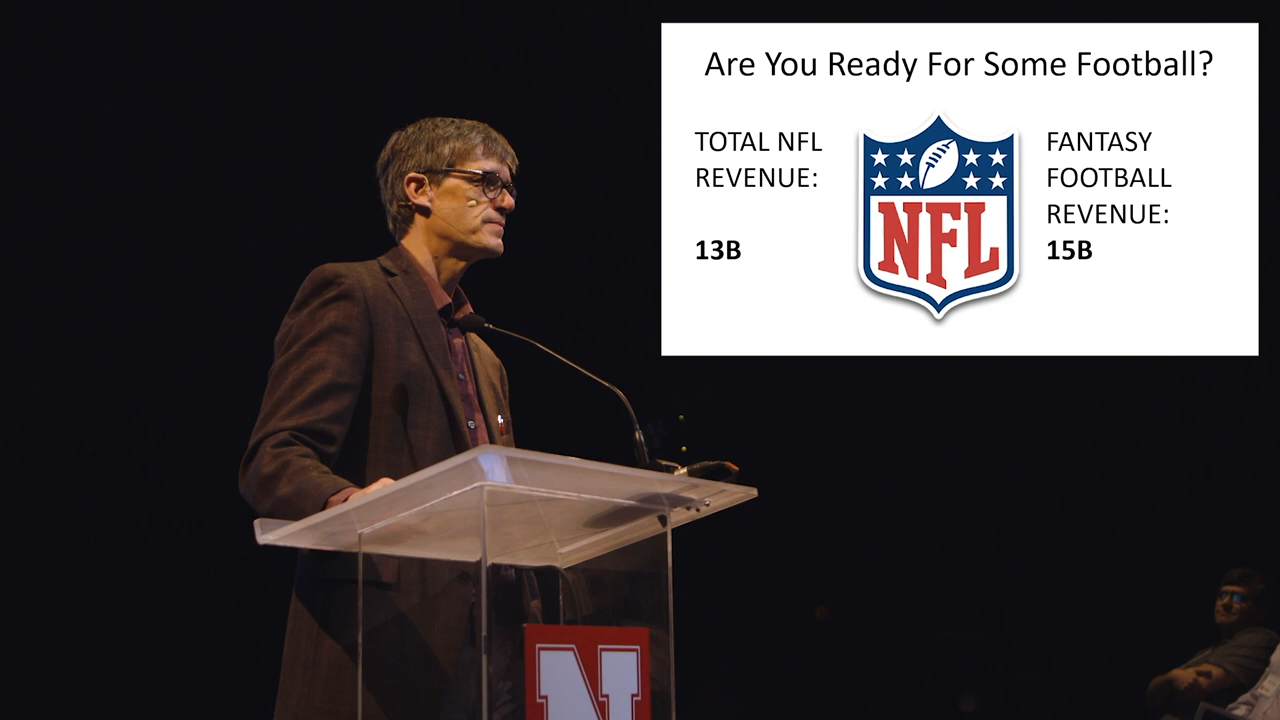 Are You Ready For Some Football?
TOTAL NFL
REVENUE:
13B
NFL
FANTASY
FOOTBALL
REVENUE:
15B
N